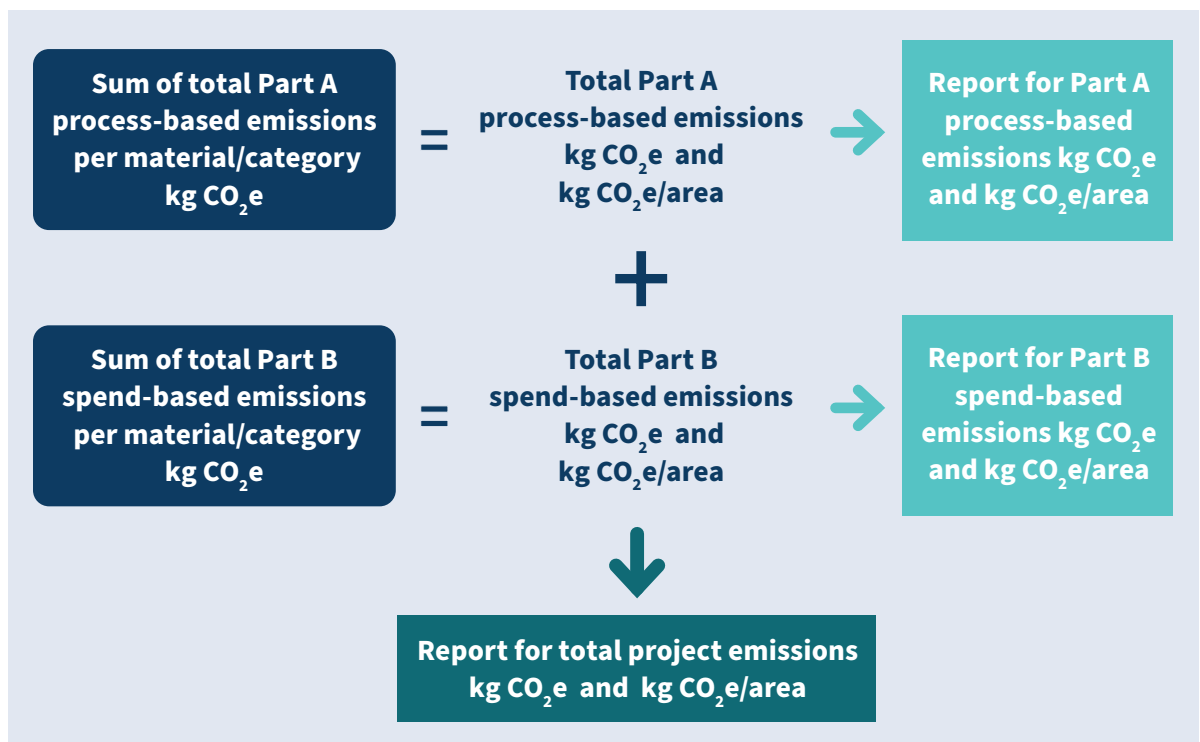 Sum of total Part A
process-based emissions
per material/category
kg CO₂e
=
Total Part A
process-based emissions
kg CO₂e and
kg CO₂e/area
Report for Part A
process-based
emissions kg CO₂e
and kg CO₂e/area
+
Sum of total Part B
spend-based emissions
per material/category
kg CO₂e
=
Total Part B
spend-based emissions
kg CO₂e and
kg CO₂e/area
Report for Part B
spend-based
emissions kg CO₂e
and kg CO₂e/area
Report for total project emissions
kg CO₂e and kg CO₂e/area